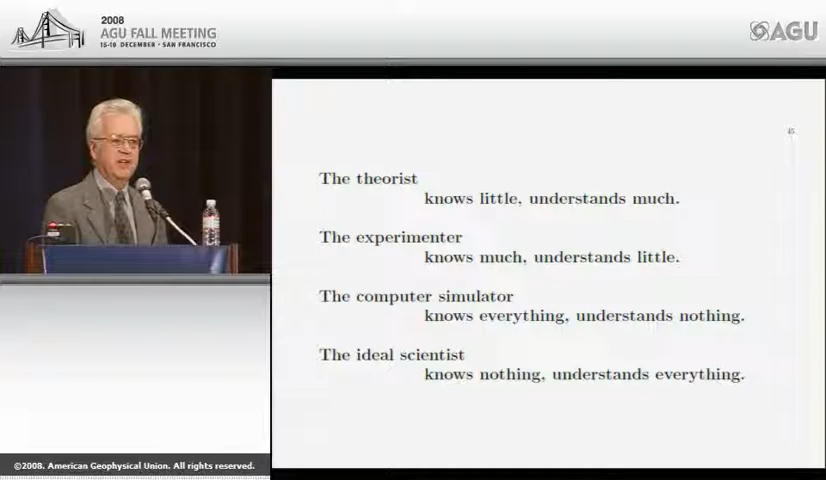 2008
AGU FALL MEETING
15-19 DECEMBER • SAN FRANCISCO
AGU
45
The theorist
knows little, understands much.
The experimenter
knows much, understands little.
The computer simulator
knows everything, understands nothing.
The ideal scientist
knows nothing, understands everything.
©2008. American Geophysical Union. All rights reserved.